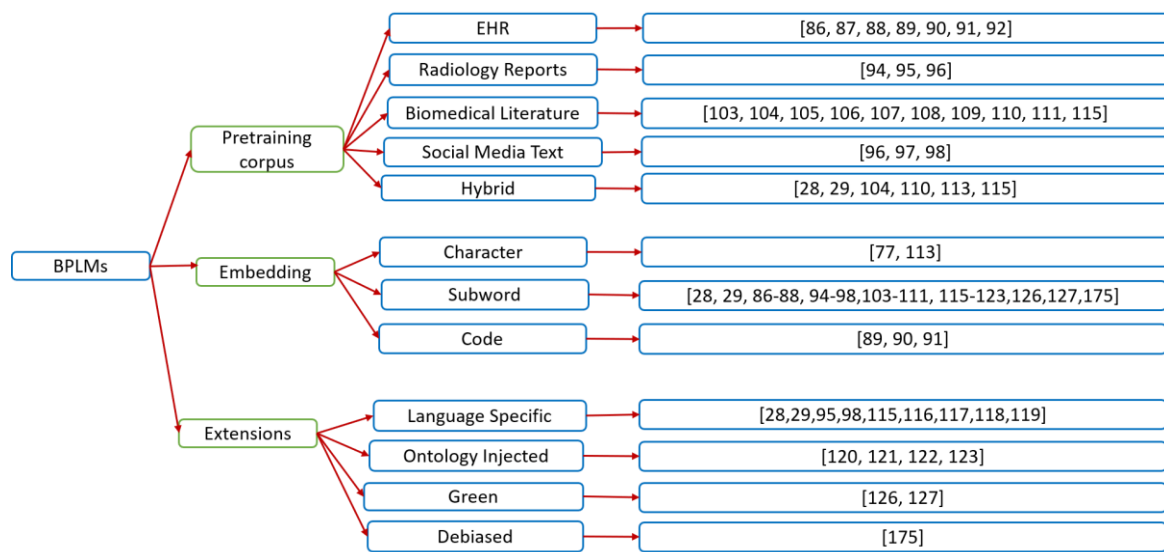 EHR
[86, 87, 88, 89, 90, 91, 92]
Radiology Reports
[94, 95, 96]
Biomedical Literature
[103, 104, 105, 106, 107, 108, 109, 110, 111, 115]
Pretraining
corpus
Social Media Text
[96, 97, 98]
Hybrid
[28, 29, 104, 110, 113, 115]
BPLMs
Embedding
Character
[77, 113]
Subword
[28, 29, 86-88, 94-98,103-111, 115-123,126,127,175]
Code
[89, 90, 91]
Extensions
Language Specific
[28,29,95,98,115,116,117,118,119]
Ontology Injected
[120, 121, 122, 123]
Green
[126, 127]
Debiased
[175]